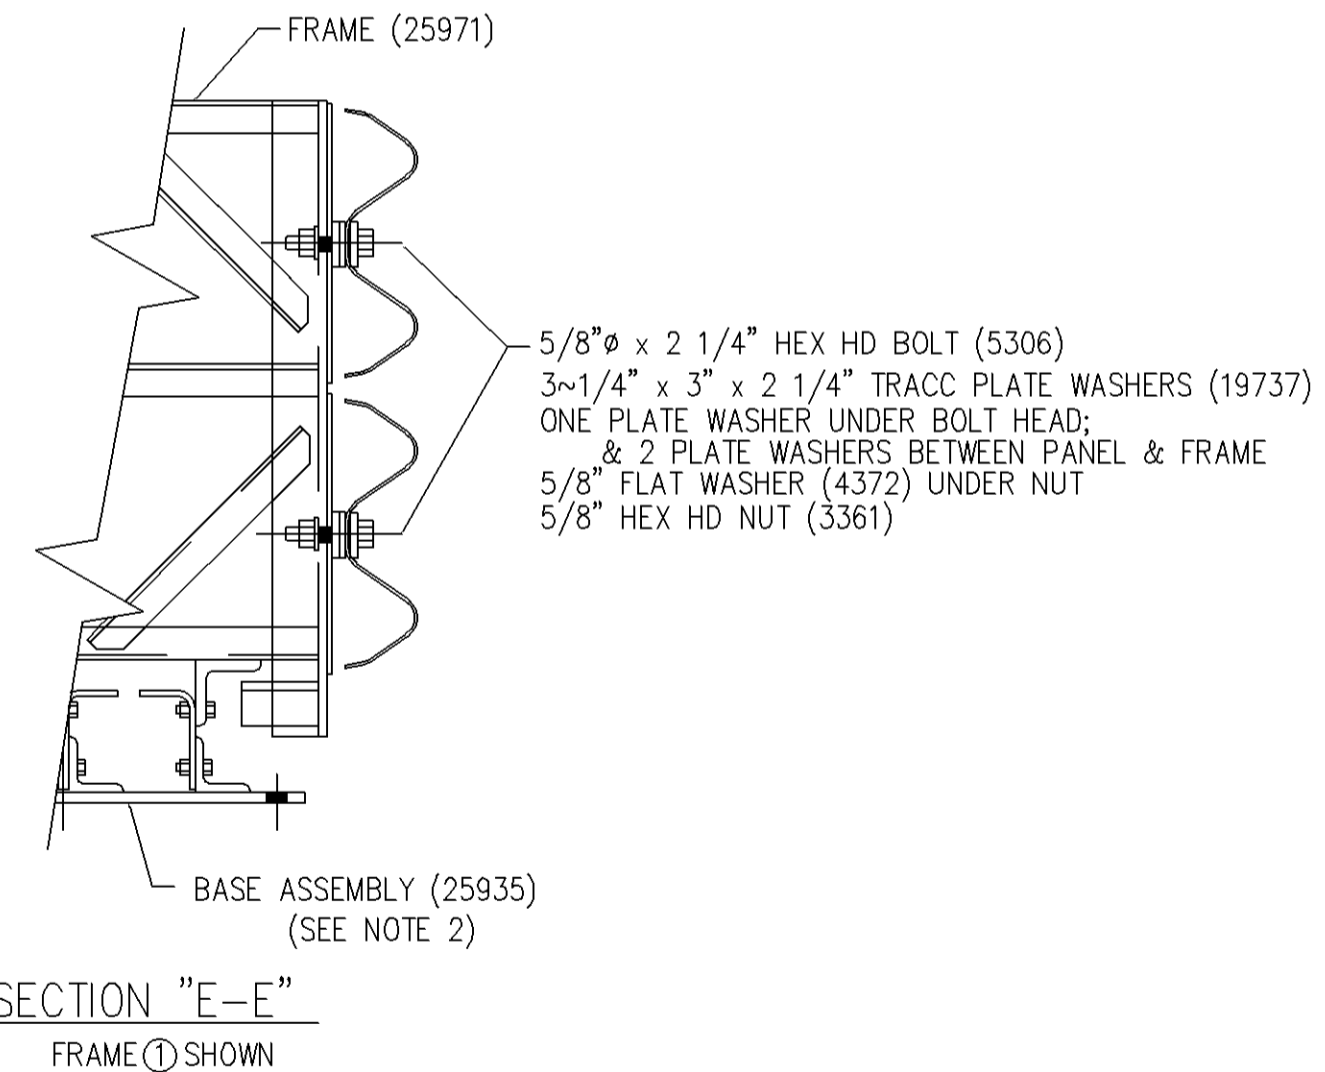 FRAME (25971)
5/8"ø x 2 1/4" HEX HD BOLT (5306)
3~1/4" x 3" x 2 1/4" TRACC PLATE WASHERS (19737)
ONE PLATE WASHER UNDER BOLT HEAD;
& 2 PLATE WASHERS BETWEEN PANEL & FRAME
5/8" FLAT WASHER (4372) UNDER NUT
5/8" HEX HD NUT (3361)
BASE ASSEMBLY (25935)
(SEE NOTE 2)
SECTION "E–E"
FRAME ① SHOWN